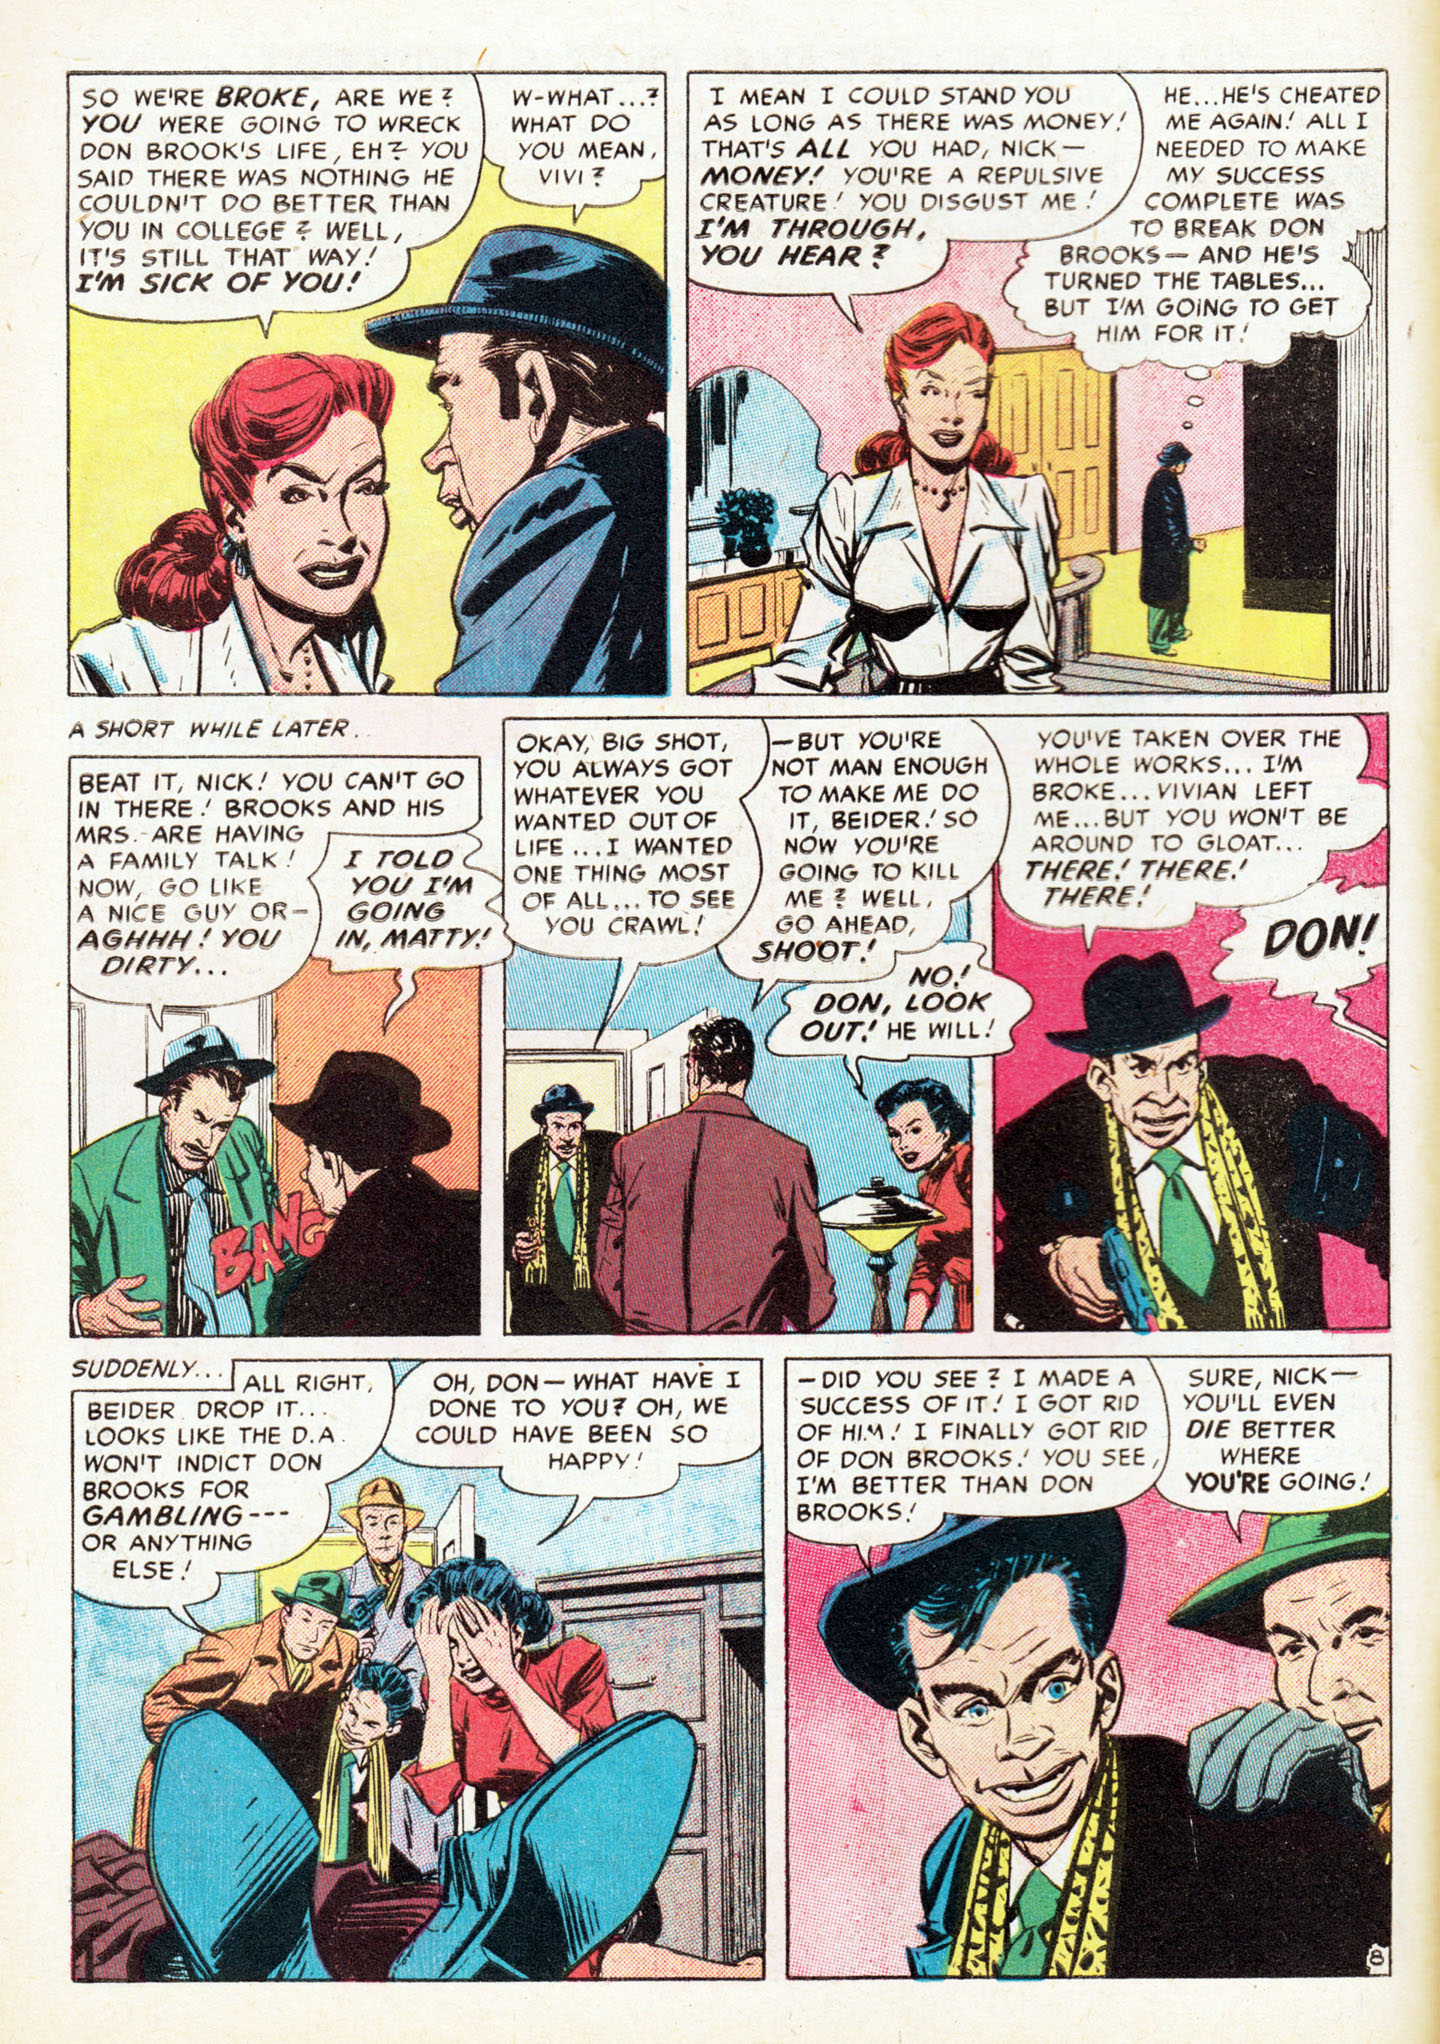 SO WE'RE BROKE, ARE WE?
YOU WERE GOING TO WRECK
DON BROOK'S LIFE, EH? YOU
SAID THERE WAS NOTHING HE
COULDN'T DO BETTER THAN
YOU IN COLLEGE? WELL,
IT'S STILL THAT WAY!
I'M SICK OF YOU!
W-WHAT...?
WHAT DO
YOU MEAN,
VIVI?
I MEAN I COULD STAND YOU
AS LONG AS THERE WAS MONEY!
THAT'S ALL YOU HAD, NICK—
MONEY! YOU'RE A REPULSIVE
CREATURE! YOU DISGUST ME!
I'M THROUGH,
YOU HEAR?
HE...HE'S CHEATED
ME AGAIN! ALL I
NEEDED TO MAKE
MY SUCCESS
COMPLETE WAS
TO BREAK DON
BROOKS— AND HE'S
TURNED THE TABLES...
BUT I'M GOING TO GET
HIM FOR IT!
A SHORT WHILE LATER..
BEAT IT, NICK! YOU CAN'T GO
IN THERE! BROOKS AND HIS
MRS. ARE HAVING
A FAMILY TALK!
NOW, GO LIKE
A NICE GUY OR—
AGHHH! YOU
DIRTY...
I TOLD
YOU I'M
GOING
IN, MATTY!
BANG
OKAY, BIG SHOT,
YOU ALWAYS GOT
WHATEVER YOU
WANTED OUT OF
LIFE...I WANTED
ONE THING MOST
OF ALL...TO SEE
YOU CRAWL!
—BUT YOU'RE
NOT MAN ENOUGH
TO MAKE ME DO
IT, BEIDER! SO
NOW YOU'RE
GOING TO KILL
ME? WELL,
GO AHEAD,
SHOOT!
NO!
DON, LOOK
OUT! HE WILL!
YOU'VE TAKEN OVER THE
WHOLE WORKS... I'M
BROKE...VIVIAN LEFT
ME...BUT YOU WON'T BE
AROUND TO GLOAT...
THERE! THERE!
THERE!
DON!
SUDDENLY...
ALL RIGHT,
BEIDER. DROP IT...
LOOKS LIKE THE D.A.
WON'T INDICT DON
BROOKS FOR
GAMBLING---
OR ANYTHING
ELSE!
OH, DON— WHAT HAVE I
DONE TO YOU? OH, WE
COULD HAVE BEEN SO
HAPPY!
—DID YOU SEE? I MADE A
SUCCESS OF IT! I GOT RID
OF HIM! I FINALLY GOT RID
OF DON BROOKS! YOU SEE,
I'M BETTER THAN DON
BROOKS!
SURE, NICK—
YOU'LL EVEN
DIE BETTER
WHERE
YOU'RE GOING!
8